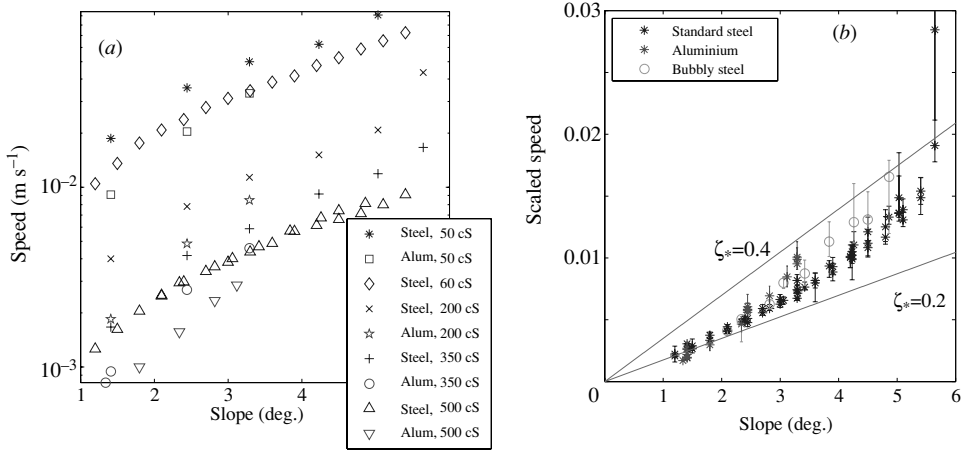 (a)
Speed (m s⁻¹)
10⁻²
10⁻³
1
2
3
4
Slope (deg.)
Steel, 50 cS
Alum, 50 cS
Steel, 60 cS
Steel, 200 cS
Alum, 200 cS
Steel, 350 cS
Alum, 350 cS
Steel, 500 cS
Alum, 500 cS
(b)
Standard steel
Aluminium
Bubbly steel
Scaled speed
0.03
0.02
0.01
0
ζ*=0.4
ζ*=0.2
1
2
3
4
5
6
Slope (deg.)